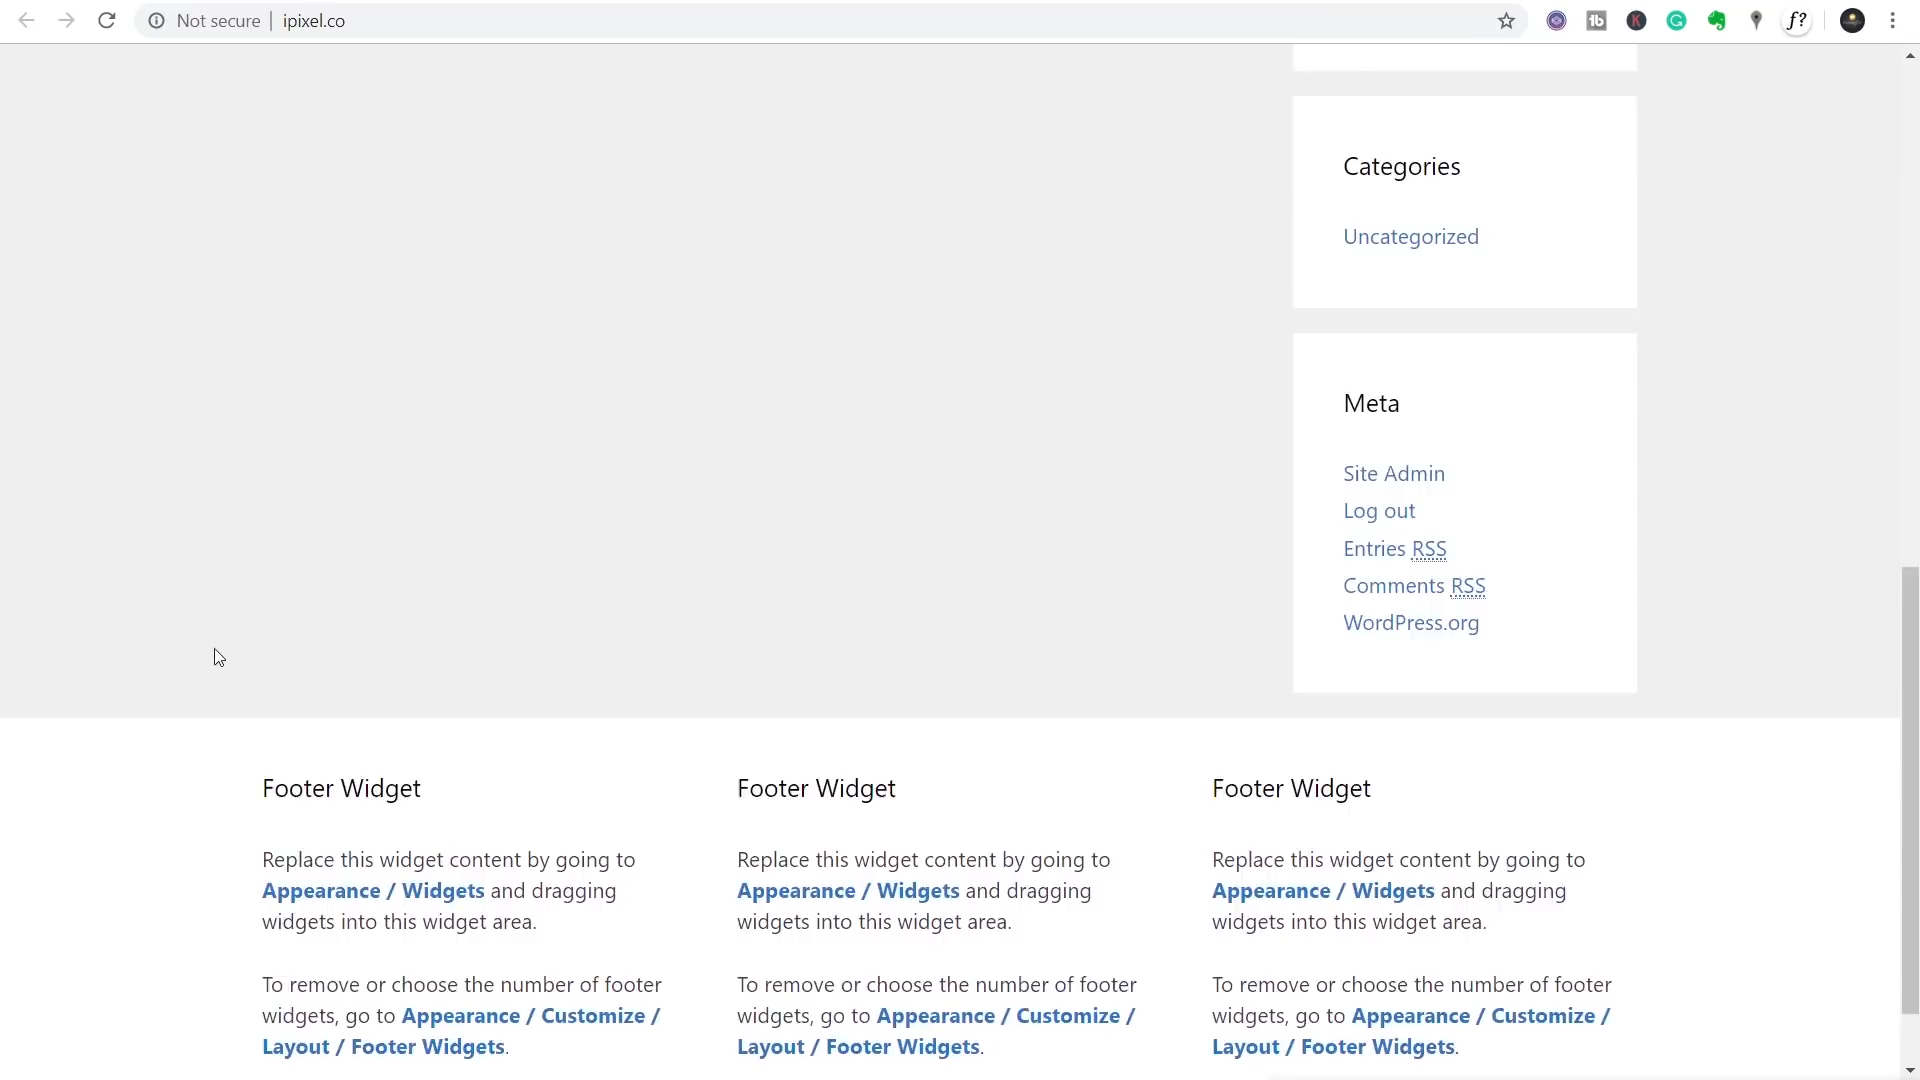 Not secure | ipixel.co
f?
Categories
Uncategorized
Meta
Site Admin
Log out
Entries RSS
Comments RSS
WordPress.org
Footer Widget
Replace this widget content by going to
Appearance / Widgets and dragging
widgets into this widget area.
To remove or choose the number of footer
widgets, go to Appearance / Customize /
Layout / Footer Widgets.
Footer Widget
Replace this widget content by going to
Appearance / Widgets and dragging
widgets into this widget area.
To remove or choose the number of footer
widgets, go to Appearance / Customize /
Layout / Footer Widgets.
Footer Widget
Replace this widget content by going to
Appearance / Widgets and dragging
widgets into this widget area.
To remove or choose the number of footer
widgets, go to Appearance / Customize /
Layout / Footer Widgets.